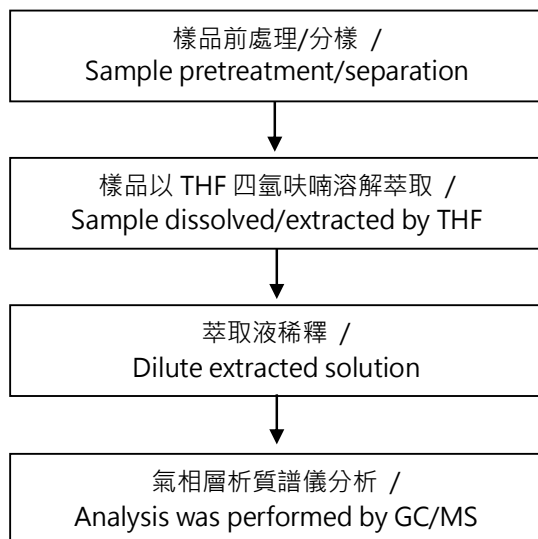 樣品前處理/分樣 /
Sample pretreatment/separation
樣品以 THF 四氫呋喃溶解萃取 /
Sample dissolved/extracted by THF
萃取液稀釋 /
Dilute extracted solution
氣相層析質譜儀分析 /
Analysis was performed by GC/MS